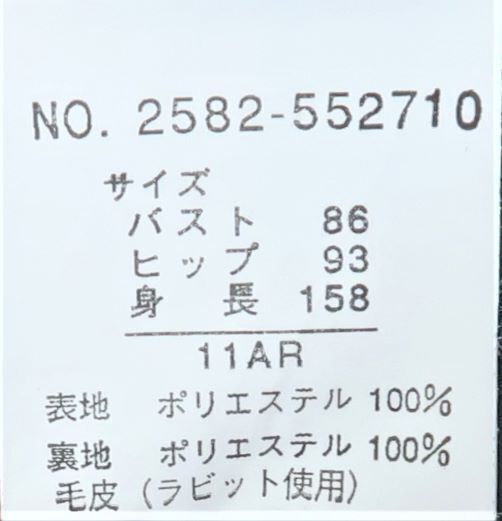 NO. 2582-552710
サイズ
バスト 86
ヒップ 93
身長 158
11AR
表地 ポリエステル 100%
裏地 ポリエステル 100%
毛皮(ラビット使用)